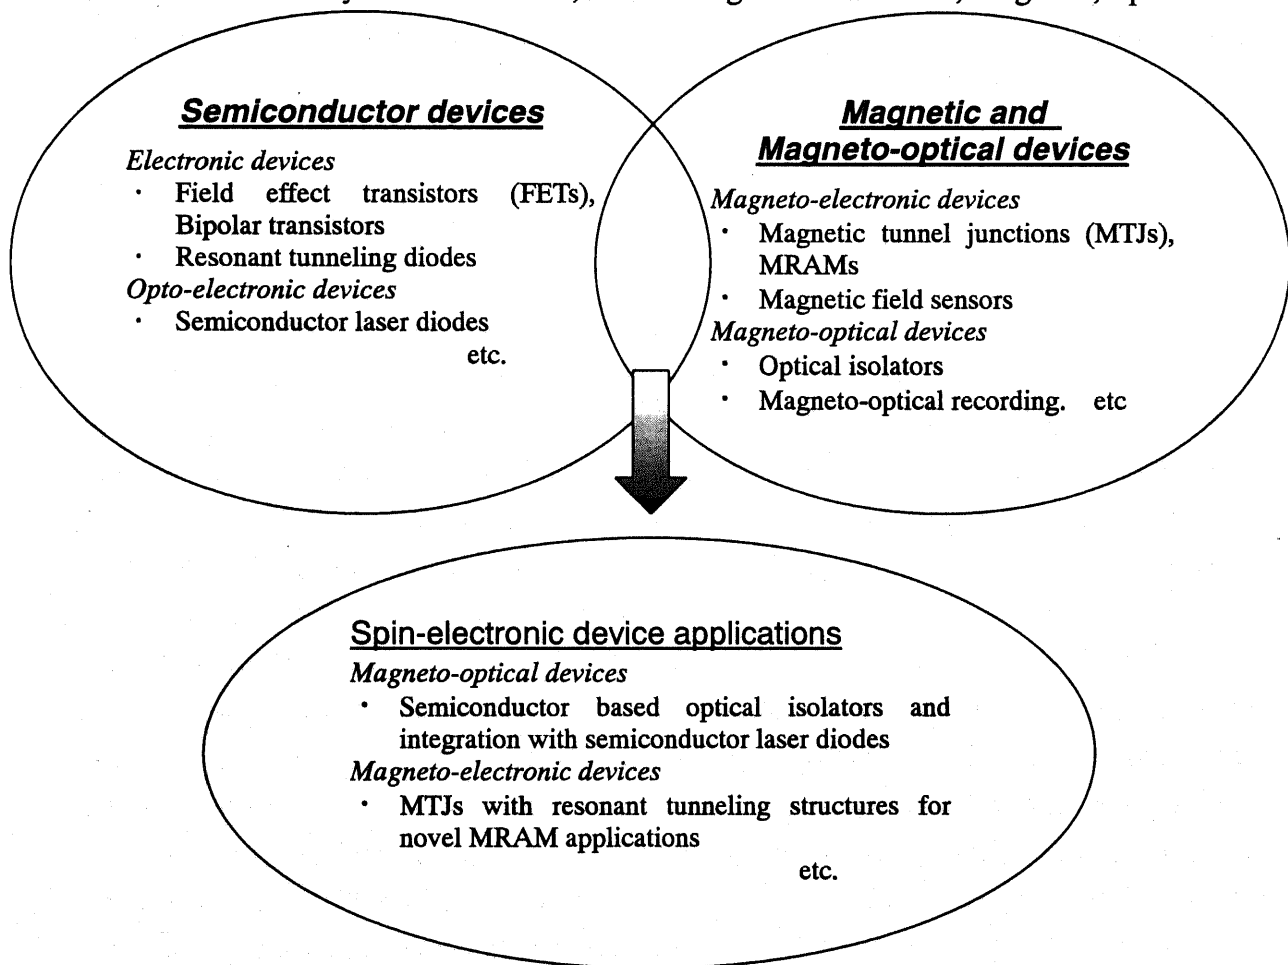 Semiconductor devices
Electronic devices
· Field effect transistors (FETs),
Bipolar transistors
· Resonant tunneling diodes
Opto-electronic devices
· Semiconductor laser diodes
etc.
Magnetic and
Magneto-optical devices
Magneto-electronic devices
· Magnetic tunnel junctions (MTJs),
MRAMs
· Magnetic field sensors
Magneto-optical devices
· Optical isolators
· Magneto-optical recording. etc
Spin-electronic device applications
Magneto-optical devices
· Semiconductor based optical isolators and
integration with semiconductor laser diodes
Magneto-electronic devices
· MTJs with resonant tunneling structures for
novel MRAM applications
etc.